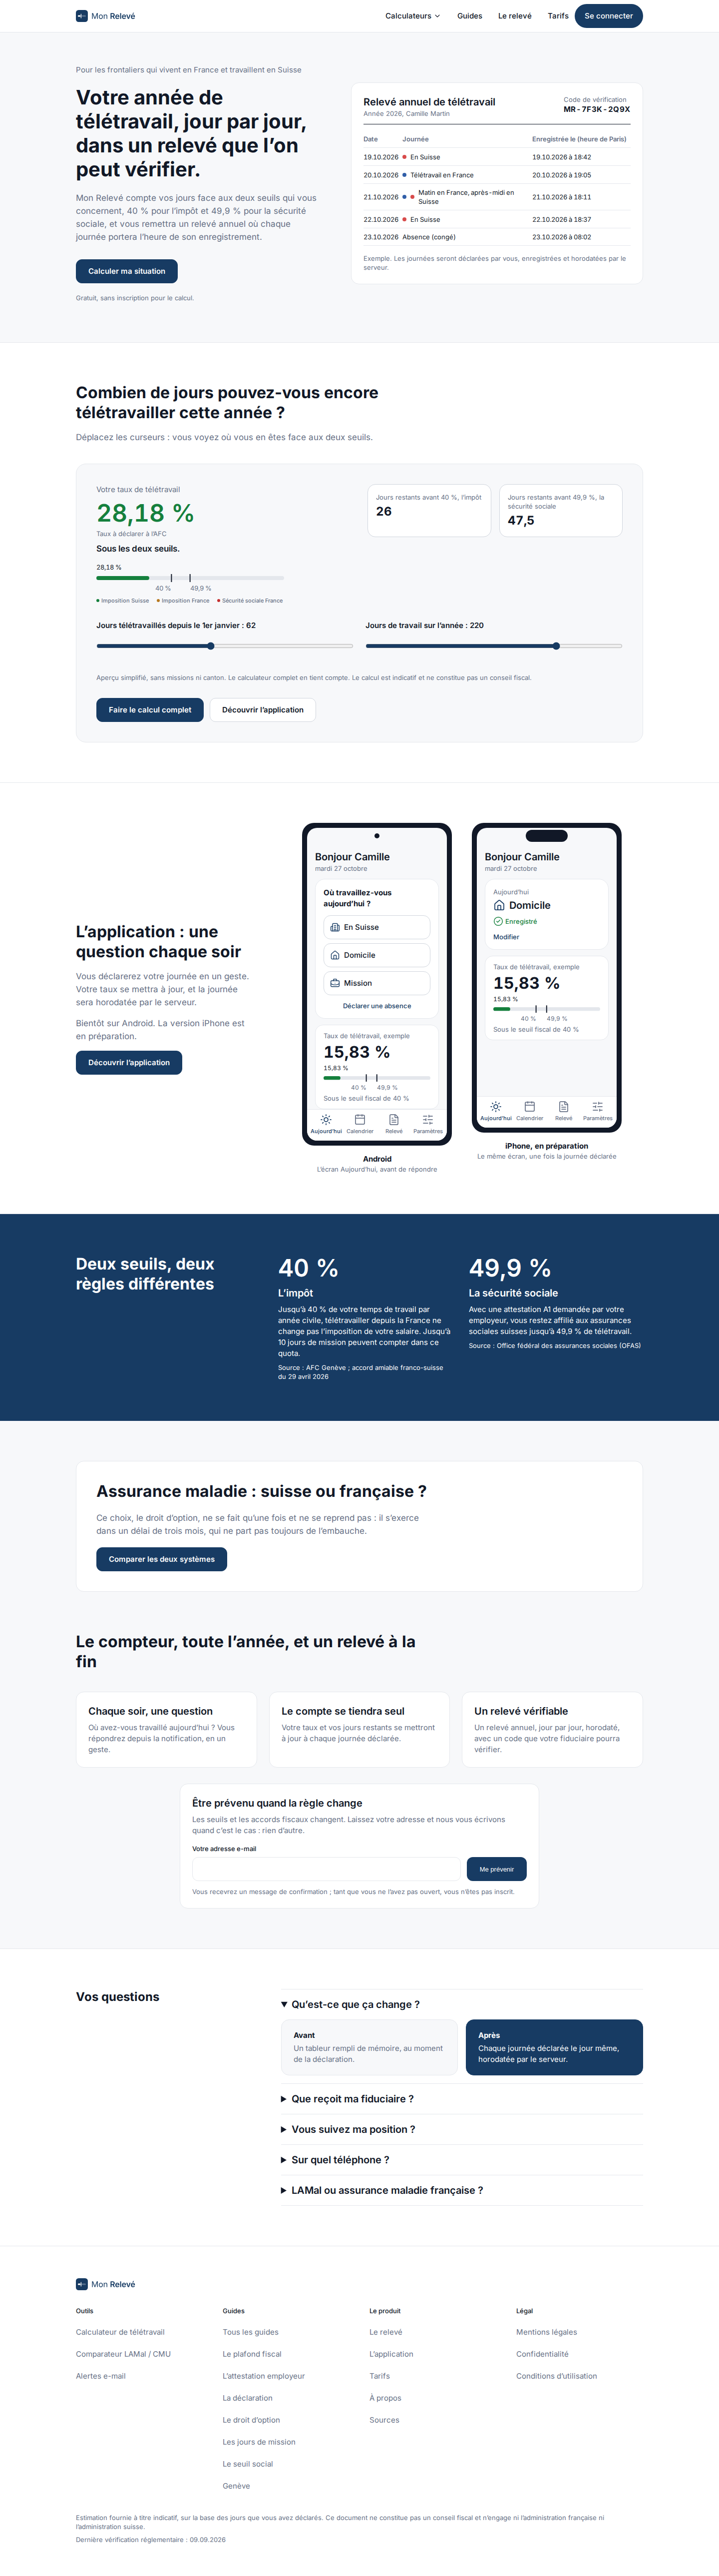 Mon Relevé
Calculateurs
Guides
Le relevé
Tarifs
Se connecter
Pour les frontaliers qui vivent en France et travaillent en Suisse
Votre année de
télétravail, jour par jour,
dans un relevé que l’on
peut vérifier.
Mon Relevé compte vos jours face aux deux seuils qui vous
concernent, 40 % pour l’impôt et 49,9 % pour la sécurité
sociale, et vous remettra un relevé annuel où chaque
journée portera l’heure de son enregistrement.
Calculer ma situation
Gratuit, sans inscription pour le calcul.
Relevé annuel de télétravail
Année 2026, Camille Martin
Code de vérification
MR-7F3K-2Q9X
Date Journée Enregistrée le (heure de Paris)
19.10.2026 En Suisse 19.10.2026 à 18:42
20.10.2026 Télétravail en France 20.10.2026 à 19:05
21.10.2026 Matin en France, après-midi en
Suisse 21.10.2026 à 18:11
22.10.2026 En Suisse 22.10.2026 à 18:37
23.10.2026 Absence (congé) 23.10.2026 à 08:02
Exemple. Les journées seront déclarées par vous, enregistrées et horodatées par le
serveur.
Combien de jours pouvez-vous encore
télétravailler cette année ?
Déplacez les curseurs : vous voyez où vous en êtes face aux deux seuils.
Votre taux de télétravail
28,18 %
Taux à déclarer à l’AFC
Sous les deux seuils.
28,18 %
40 % 49,9 %
Imposition Suisse Imposition France Sécurité sociale France
Jours restants avant 40 %, l’impôt
26
Jours restants avant 49,9 %, la
sécurité sociale
47,5
Jours télétravaillés depuis le 1er janvier : 62
Jours de travail sur l’année : 220
Aperçu simplifié, sans missions ni canton. Le calculateur complet en tient compte. Le calcul est indicatif et ne constitue pas un conseil fiscal.
Faire le calcul complet
Découvrir l’application
L’application : une
question chaque soir
Vous déclarerez votre journée en un geste.
Votre taux se mettra à jour, et la journée
sera horodatée par le serveur.
Bientôt sur Android. La version iPhone est
en préparation.
Découvrir l’application
Bonjour Camille
mardi 27 octobre
Où travaillez-vous
aujourd’hui ?
En Suisse
Domicile
Mission
Déclarer une absence
Taux de télétravail, exemple
15,83 %
15,83 %
40 % 49,9 %
Sous le seuil fiscal de 40 %
Aujourd’hui Calendrier Relevé Paramètres
Android
L’écran Aujourd’hui, avant de répondre
Bonjour Camille
mardi 27 octobre
Aujourd’hui
Domicile
Enregistré
Modifier
Taux de télétravail, exemple
15,83 %
15,83 %
40 % 49,9 %
Sous le seuil fiscal de 40 %
Aujourd’hui Calendrier Relevé Paramètres
iPhone, en préparation
Le même écran, une fois la journée déclarée
Deux seuils, deux
règles différentes
40 %
L’impôt
Jusqu’à 40 % de votre temps de travail par
année civile, télétravailler depuis la France ne
change pas l’imposition de votre salaire. Jusqu’à
10 jours de mission peuvent compter dans ce
quota.
Source : AFC Genève ; accord amiable franco-suisse
du 29 avril 2026
49,9 %
La sécurité sociale
Avec une attestation A1 demandée par votre
employeur, vous restez affilié aux assurances
sociales suisses jusqu’à 49,9 % de télétravail.
Source : Office fédéral des assurances sociales (OFAS)
Assurance maladie : suisse ou française ?
Ce choix, le droit d’option, ne se fait qu’une fois et ne se reprend pas : il s’exerce
dans un délai de trois mois, qui ne part pas toujours de l’embauche.
Comparer les deux systèmes
Le compteur, toute l’année, et un relevé à la
fin
Chaque soir, une question
Où avez-vous travaillé aujourd’hui ? Vous
répondrez depuis la notification, en un
geste.
Le compte se tiendra seul
Votre taux et vos jours restants se mettront
à jour à chaque journée déclarée.
Un relevé vérifiable
Un relevé annuel, jour par jour, horodaté,
avec un code que votre fiduciaire pourra
vérifier.
Être prévenu quand la règle change
Les seuils et les accords fiscaux changent. Laissez votre adresse et nous vous écrivons
quand c’est le cas : rien d’autre.
Votre adresse e-mail
Me prévenir
Vous recevrez un message de confirmation ; tant que vous ne l’avez pas ouvert, vous n’êtes pas inscrit.
Vos questions
Qu’est-ce que ça change ?
Avant
Un tableur rempli de mémoire, au moment
de la déclaration.
Après
Chaque journée déclarée le jour même,
horodatée par le serveur.
Que reçoit ma fiduciaire ?
Vous suivez ma position ?
Sur quel téléphone ?
LAMal ou assurance maladie française ?
Mon Relevé
Outils
Calculateur de télétravail
Comparateur LAMal / CMU
Alertes e-mail
Guides
Tous les guides
Le plafond fiscal
L’attestation employeur
La déclaration
Le droit d’option
Les jours de mission
Le seuil social
Genève
Le produit
Le relevé
L’application
Tarifs
À propos
Sources
Légal
Mentions légales
Confidentialité
Conditions d’utilisation
Estimation fournie à titre indicatif, sur la base des jours que vous avez déclarés. Ce document ne constitue pas un conseil fiscal et n’engage ni l’administration française ni
l’administration suisse.
Dernière vérification réglementaire : 09.09.2026